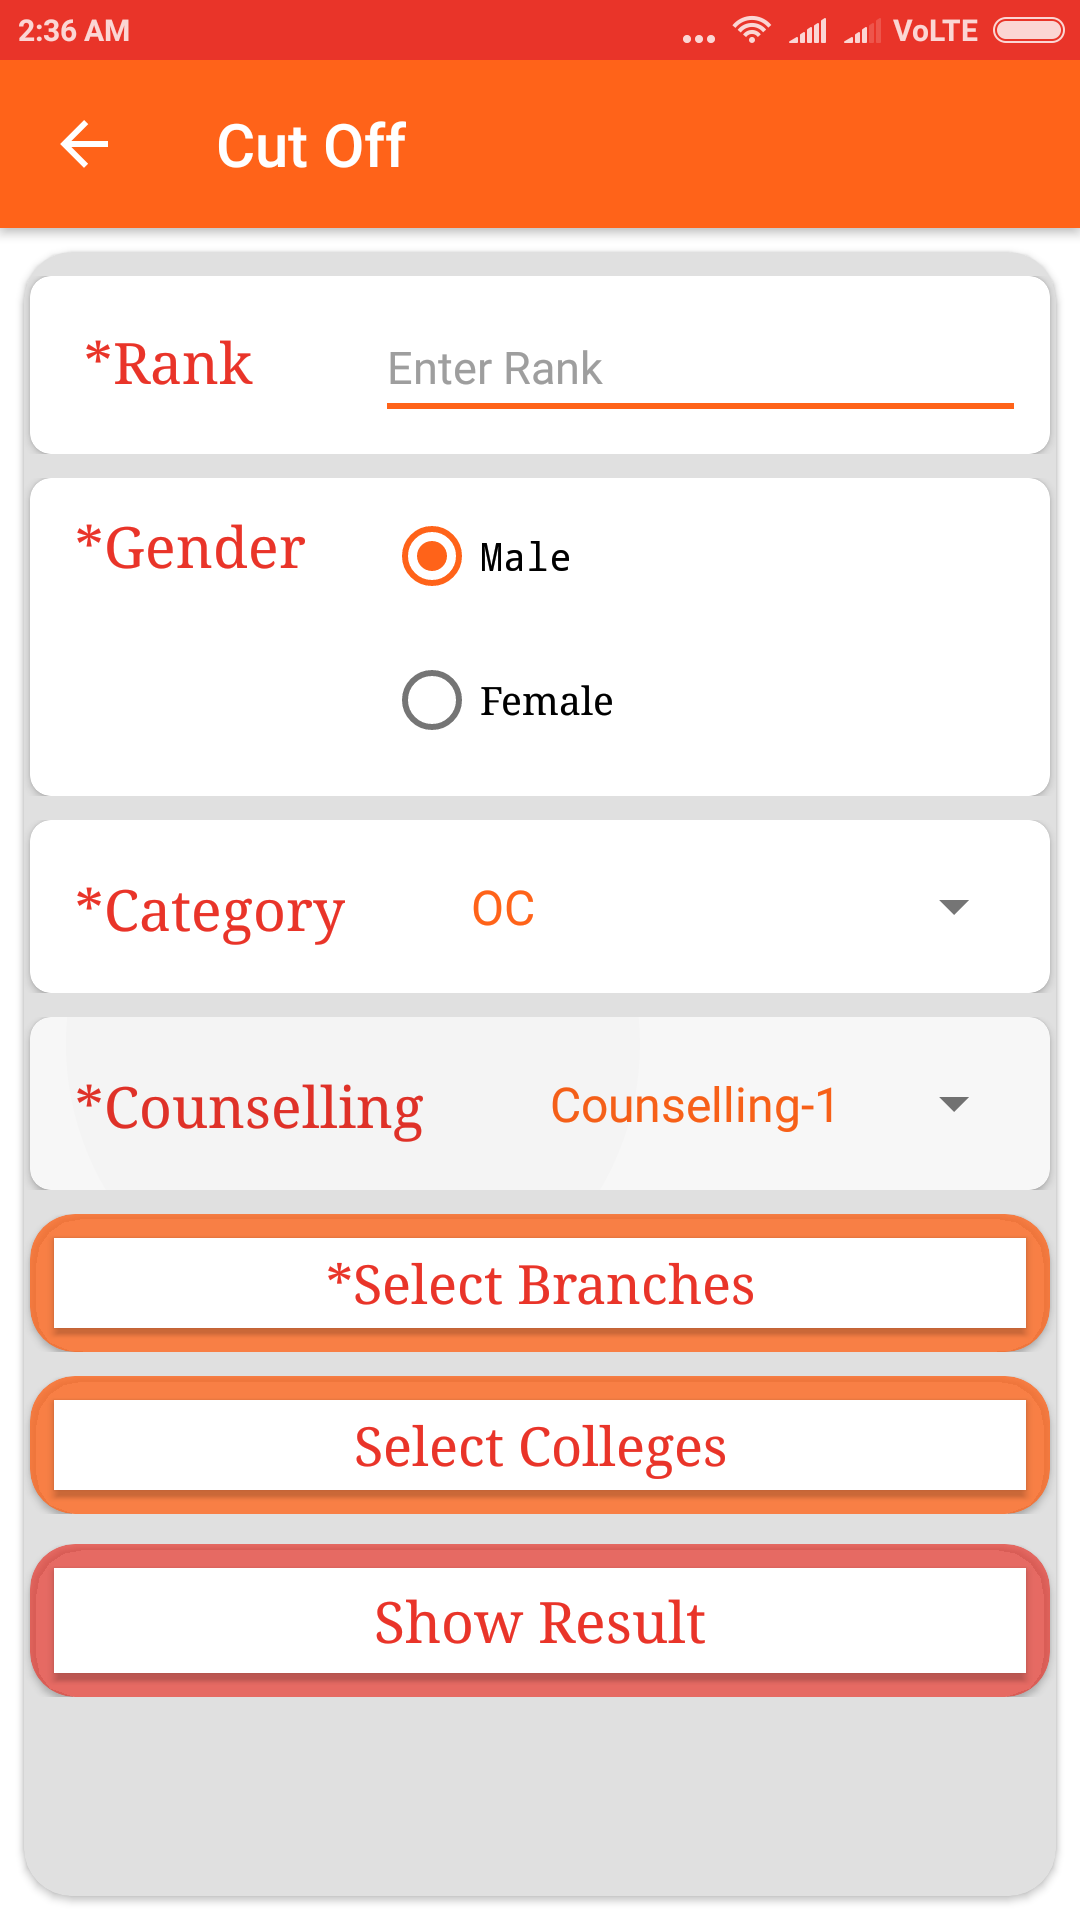 2:36 AM ... VoLTE
Cut Off
*Rank Enter Rank
*Gender Male
Female
*Category OC
*Counselling Counselling-1
*Select Branches
Select Colleges
Show Result